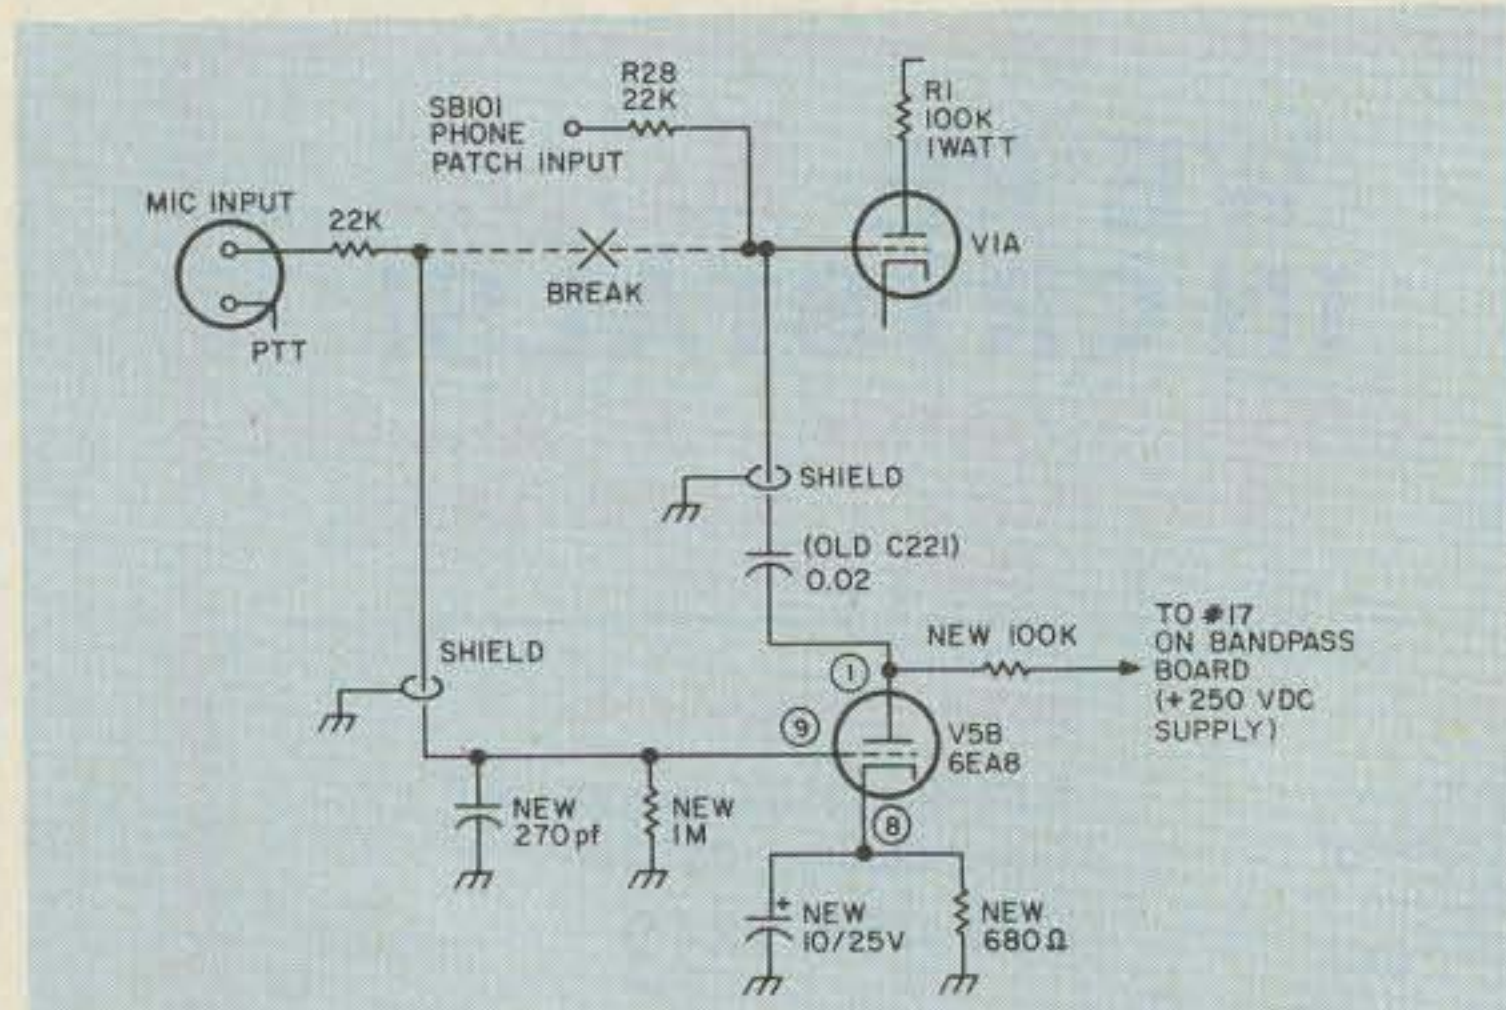 R28
22K
SB101
PHONE
PATCH INPUT
R1
100K
1WATT
MIC INPUT
22K
V1A
BREAK
PTT
SHIELD
(OLD C221)
0.02
SHIELD
NEW 100K
TO #17
ON BANDPASS
BOARD
(+250 VDC
SUPPLY)
1
9
V5B
6EA8
NEW
270pf
NEW
1M
8
+
NEW
10/25V
NEW
680Ω